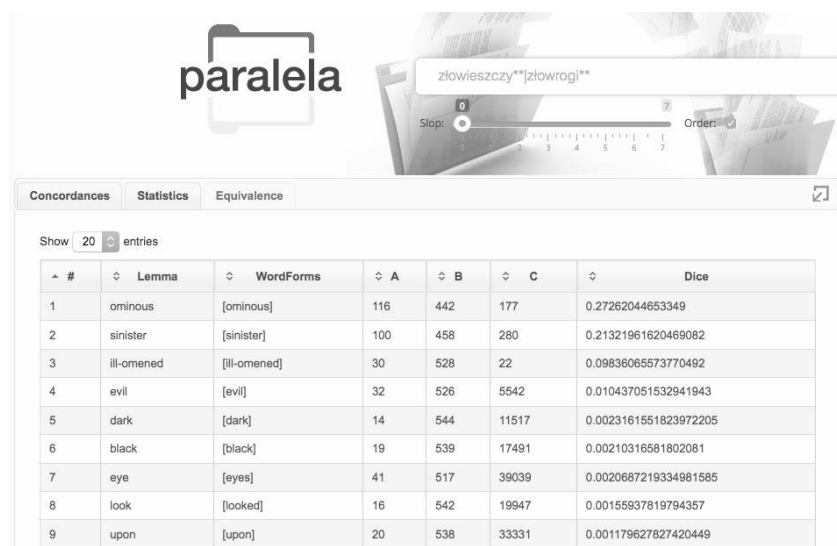 paralela
złowieszczy**|złowrogi**
0 7
Slop: Order:
0 1 2 3 4 5 6 7
Concordances Statistics Equivalence
Show 20 entries
# Lemma WordForms A B C Dice
1 ominous [ominous] 116 442 177 0.27262044653349
2 sinister [sinister] 100 458 280 0.21321961620469082
3 ill-omened [ill-omened] 30 528 22 0.09836065573770492
4 evil [evil] 32 526 5542 0.010437051532941943
5 dark [dark] 14 544 11517 0.0023161551823972205
6 black [black] 19 539 17491 0.00210316581802081
7 eye [eyes] 41 517 39039 0.0020687219334981585
8 look [looked] 16 542 19947 0.00155937819794357
9 upon [upon] 20 538 33331 0.001179627827420449